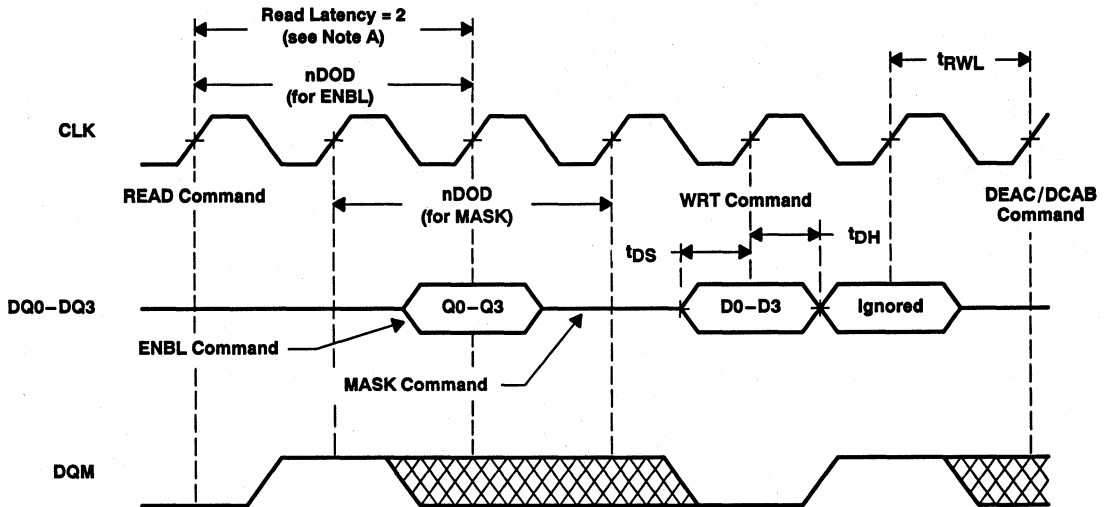 Read Latency = 2
(see Note A)
tRWL
nDOD
(for ENBL)
CLK
READ Command
nDOD
(for MASK)
WRT Command
DEAC/DCAB
Command
tDS
tDH
DQ0–DQ3
Q0–Q3
D0–D3
Ignored
ENBL Command
MASK Command
DQM